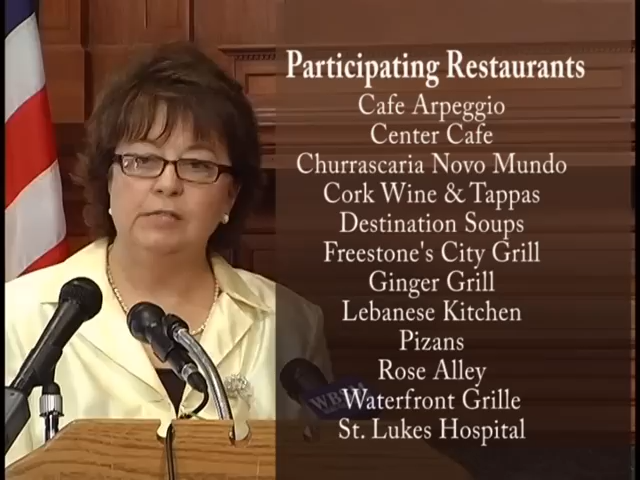 Participating Restaurants
Cafe Arpeggio
Center Cafe
Churrascaria Novo Mundo
Cork Wine & Tappas
Destination Soups
Freestone's City Grill
Ginger Grill
Lebanese Kitchen
Pizans
Rose Alley
Waterfront Grille
St. Lukes Hospital